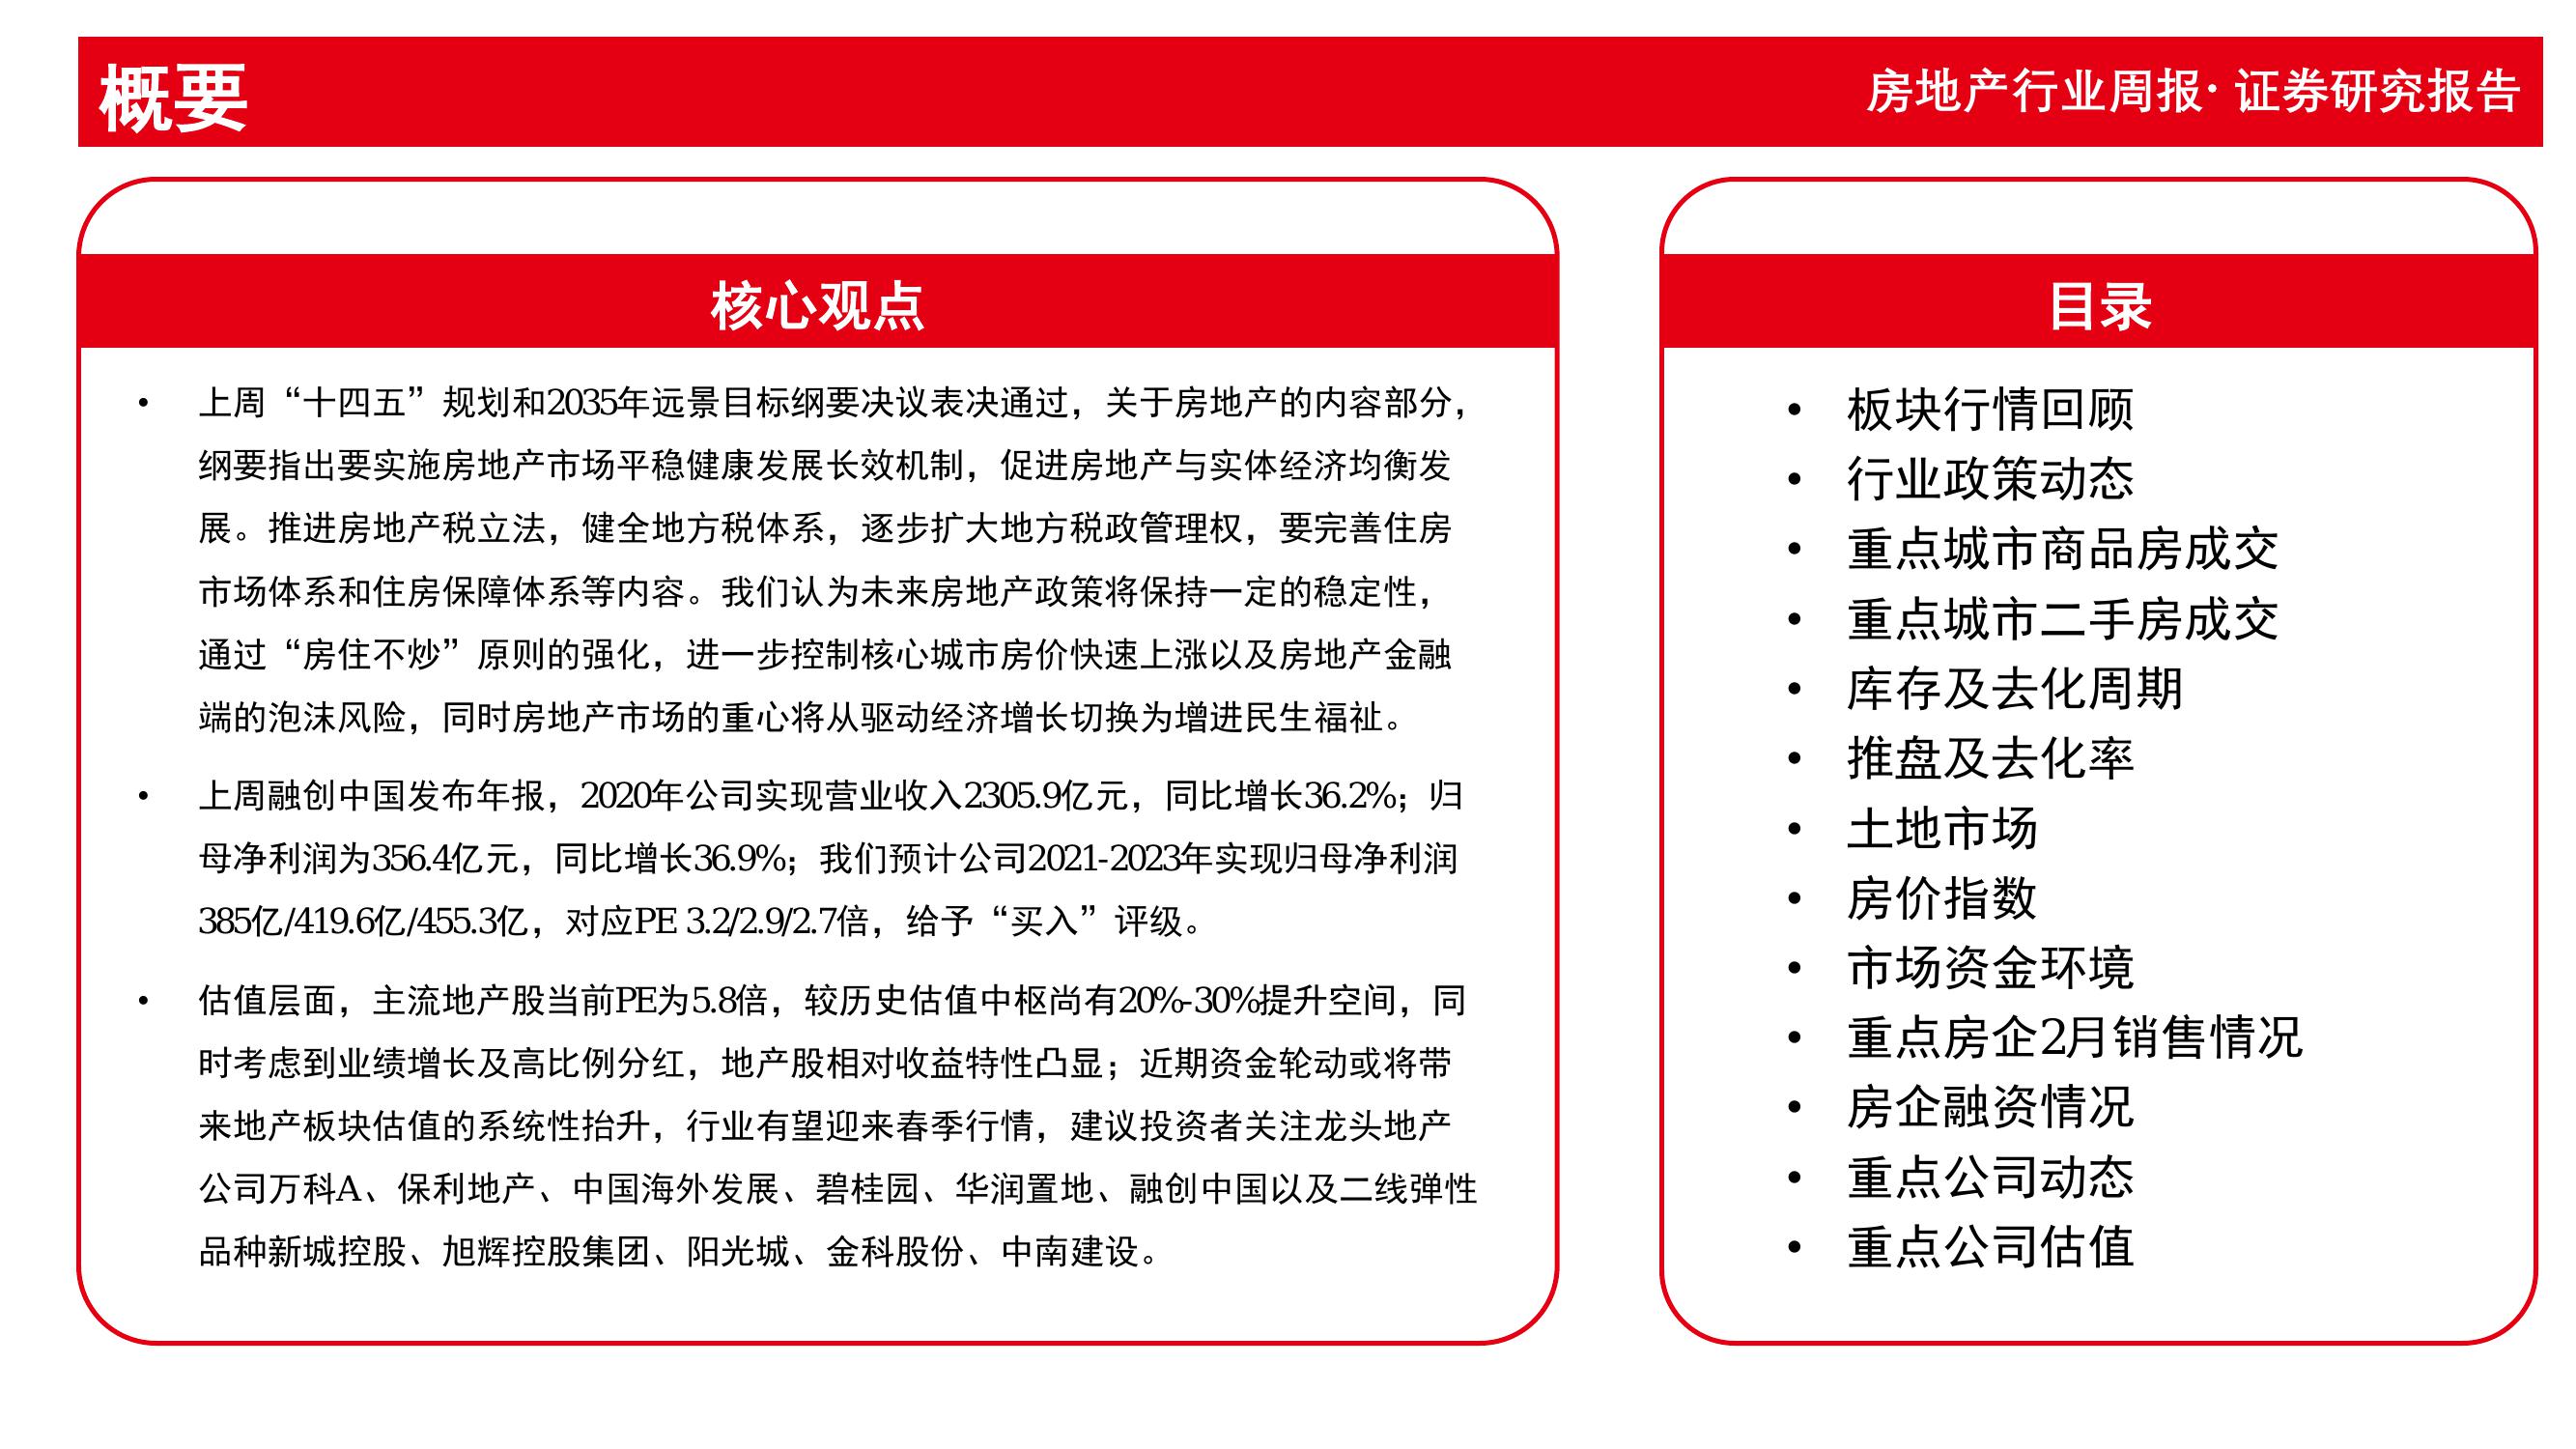 概要
房地产行业周报· 证券研究报告
核心观点
• 上周“十四五”规划和2035年远景目标纲要决议表决通过，关于房地产的内容部分，
纲要指出要实施房地产市场平稳健康发展长效机制，促进房地产与实体经济均衡发
展。推进房地产税立法，健全地方税体系，逐步扩大地方税政管理权，要完善住房
市场体系和住房保障体系等内容。我们认为未来房地产政策将保持一定的稳定性，
通过“房住不炒”原则的强化，进一步控制核心城市房价快速上涨以及房地产金融
端的泡沫风险，同时房地产市场的重心将从驱动经济增长切换为增进民生福祉。
• 上周融创中国发布年报，2020年公司实现营业收入2305.9亿元，同比增长36.2%；归
母净利润为356.4亿元，同比增长36.9%；我们预计公司2021-2023年实现归母净利润
385亿/419.6亿/455.3亿，对应PE 3.2/2.9/2.7倍，给予“买入”评级。
• 估值层面，主流地产股当前PE为5.8倍，较历史估值中枢尚有20%-30%提升空间，同
时考虑到业绩增长及高比例分红，地产股相对收益特性凸显；近期资金轮动或将带
来地产板块估值的系统性抬升，行业有望迎来春季行情，建议投资者关注龙头地产
公司万科A、保利地产、中国海外发展、碧桂园、华润置地、融创中国以及二线弹性
品种新城控股、旭辉控股集团、阳光城、金科股份、中南建设。
目录
• 板块行情回顾
• 行业政策动态
• 重点城市商品房成交
• 重点城市二手房成交
• 库存及去化周期
• 推盘及去化率
• 土地市场
• 房价指数
• 市场资金环境
• 重点房企2月销售情况
• 房企融资情况
• 重点公司动态
• 重点公司估值